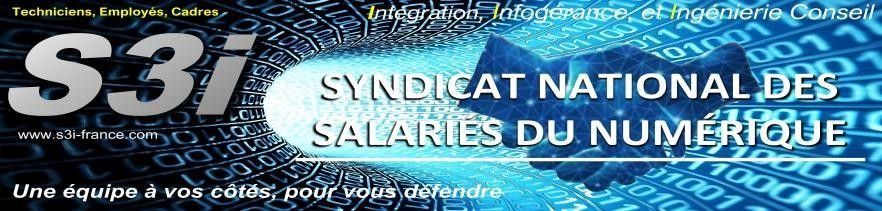 Techniciens, Employés, Cadres
Intégration, Infogérance, et Ingénierie Conseil
S3i
SYNDICAT NATIONAL DES
SALARIES DU NUMÉRIQUE
www.s3i-france.com
Une équipe à vos côtés, pour vous défendre